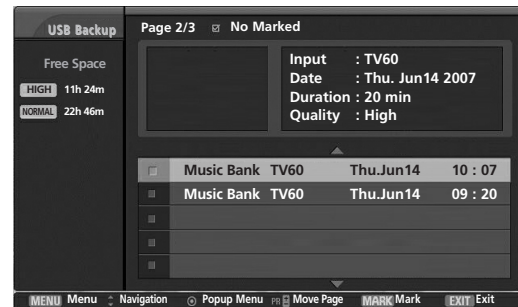 USB Backup
Page 2/3 No Marked
Free Space
HIGH 11h 24m
NORMAL 22h 46m
Input : TV60
Date : Thu. Jun14 2007
Duration : 20 min
Quality : High
Music Bank TV60 Thu.Jun14 10 : 07
Music Bank TV60 Thu.Jun14 09 : 20
MENU Menu Navigation Popup Menu PR Move Page MARK Mark EXIT Exit